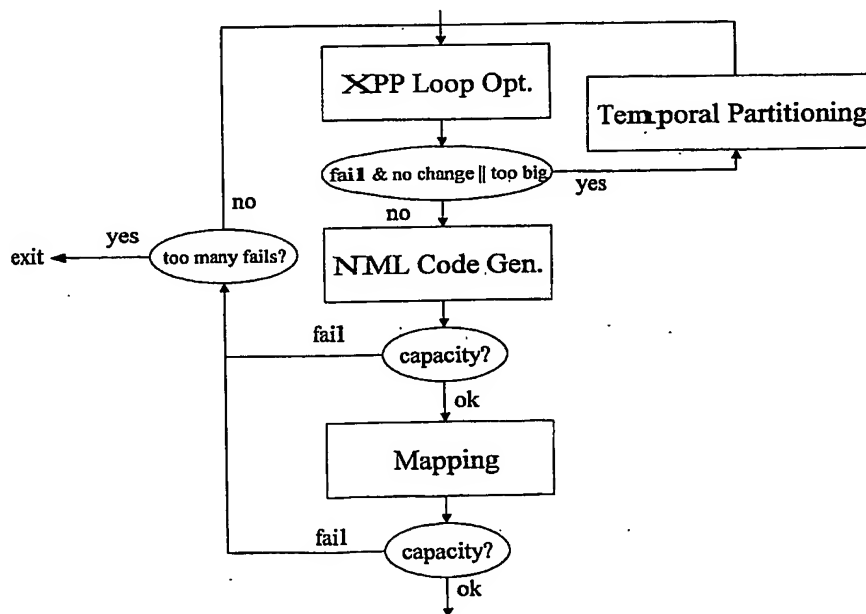 XPP Loop Opt.
Temporal Partitioning
fail & no change || too big
yes
no
no
yes
exit
too many fails?
NML Code Gen.
fail
capacity?
ok
Mapping
fail
capacity?
ok